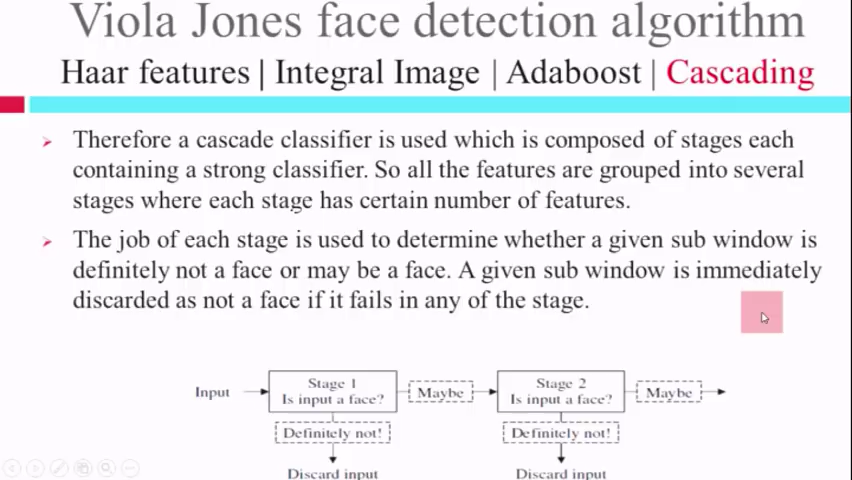 Viola Jones face detection algorithm
Haar features | Integral Image | Adaboost | Cascading
Therefore a cascade classifier is used which is composed of stages each
containing a strong classifier. So all the features are grouped into several
stages where each stage has certain number of features.
The job of each stage is used to determine whether a given sub window is
definitely not a face or may be a face. A given sub window is immediately
discarded as not a face if it fails in any of the stage.
Input
Stage 1
Is input a face?
Maybe
Stage 2
Is input a face?
Maybe
Definitely not!
Definitely not!
Discard input
Discard input